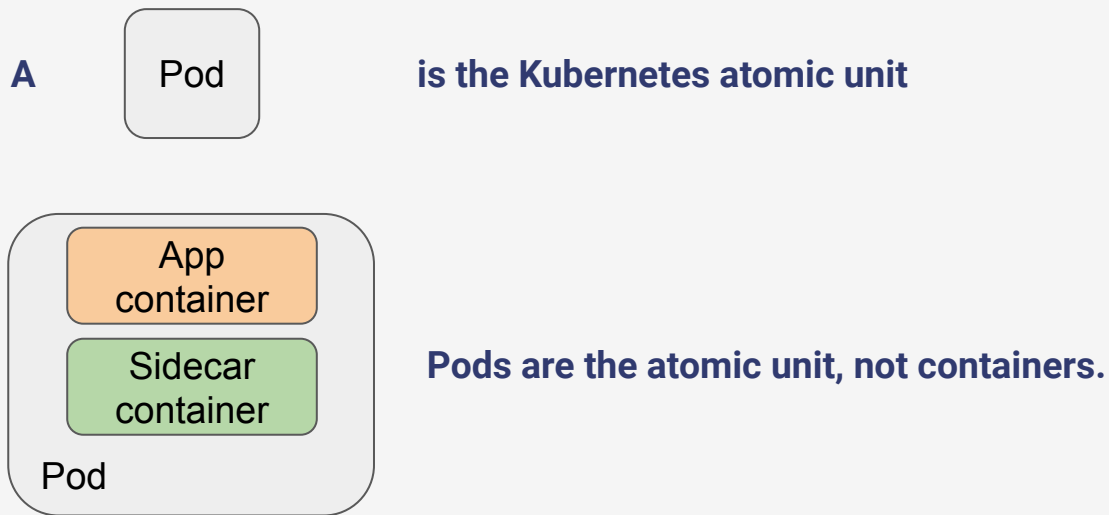 A Pod is the Kubernetes atomic unit
App
container
Sidecar
container
Pod
Pods are the atomic unit, not containers.